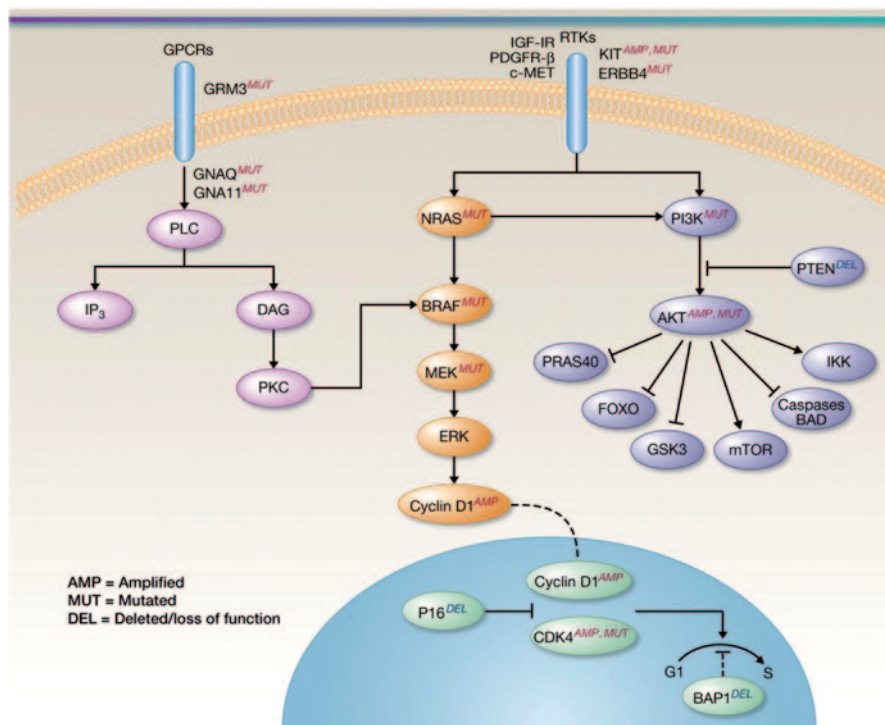 GPCRs
GRM3MUT
IGF-IR
PDGFR-β
c-MET
RTKs
KITAMP, MUT
ERBB4MUT
GNAQMUT
GNA11MUT
PLC
IP3
DAG
PKC
NRASMUT
PI3KMUT
PTENDEL
BRAFMUT
AKTAMP, MUT
MEKMUT
PRAS40
IKK
FOXO
Caspases
BAD
GSK3
mTOR
ERK
Cyclin D1AMP
AMP = Amplified
MUT = Mutated
DEL = Deleted/loss of function
Cyclin D1AMP
P16DEL
CDK4AMP, MUT
G1
S
BAP1DEL